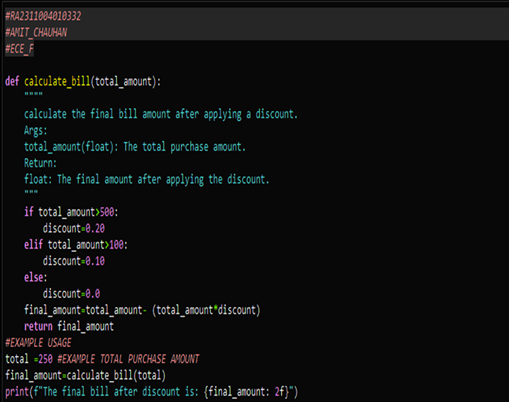 #RA2311004010332
#AMIT_CHAUHAN
#ECE_F
def calculate_bill(total_amount):
""""
calculate the final bill amount after applying a discount.
Args:
total_amount(float): The total purchase amount.
Return:
float: The final amount after applying the discount.
"""
if total_amount>500:
discount=0.20
elif total_amount>100:
discount=0.10
else:
discount=0.0
final_amount=total_amount- (total_amount*discount)
return final_amount
#EXAMPLE USAGE
total =250 #EXAMPLE TOTAL PURCHASE AMOUNT
final_amount=calculate_bill(total)
print(f"The final bill after discount is: {final_amount: 2f}")